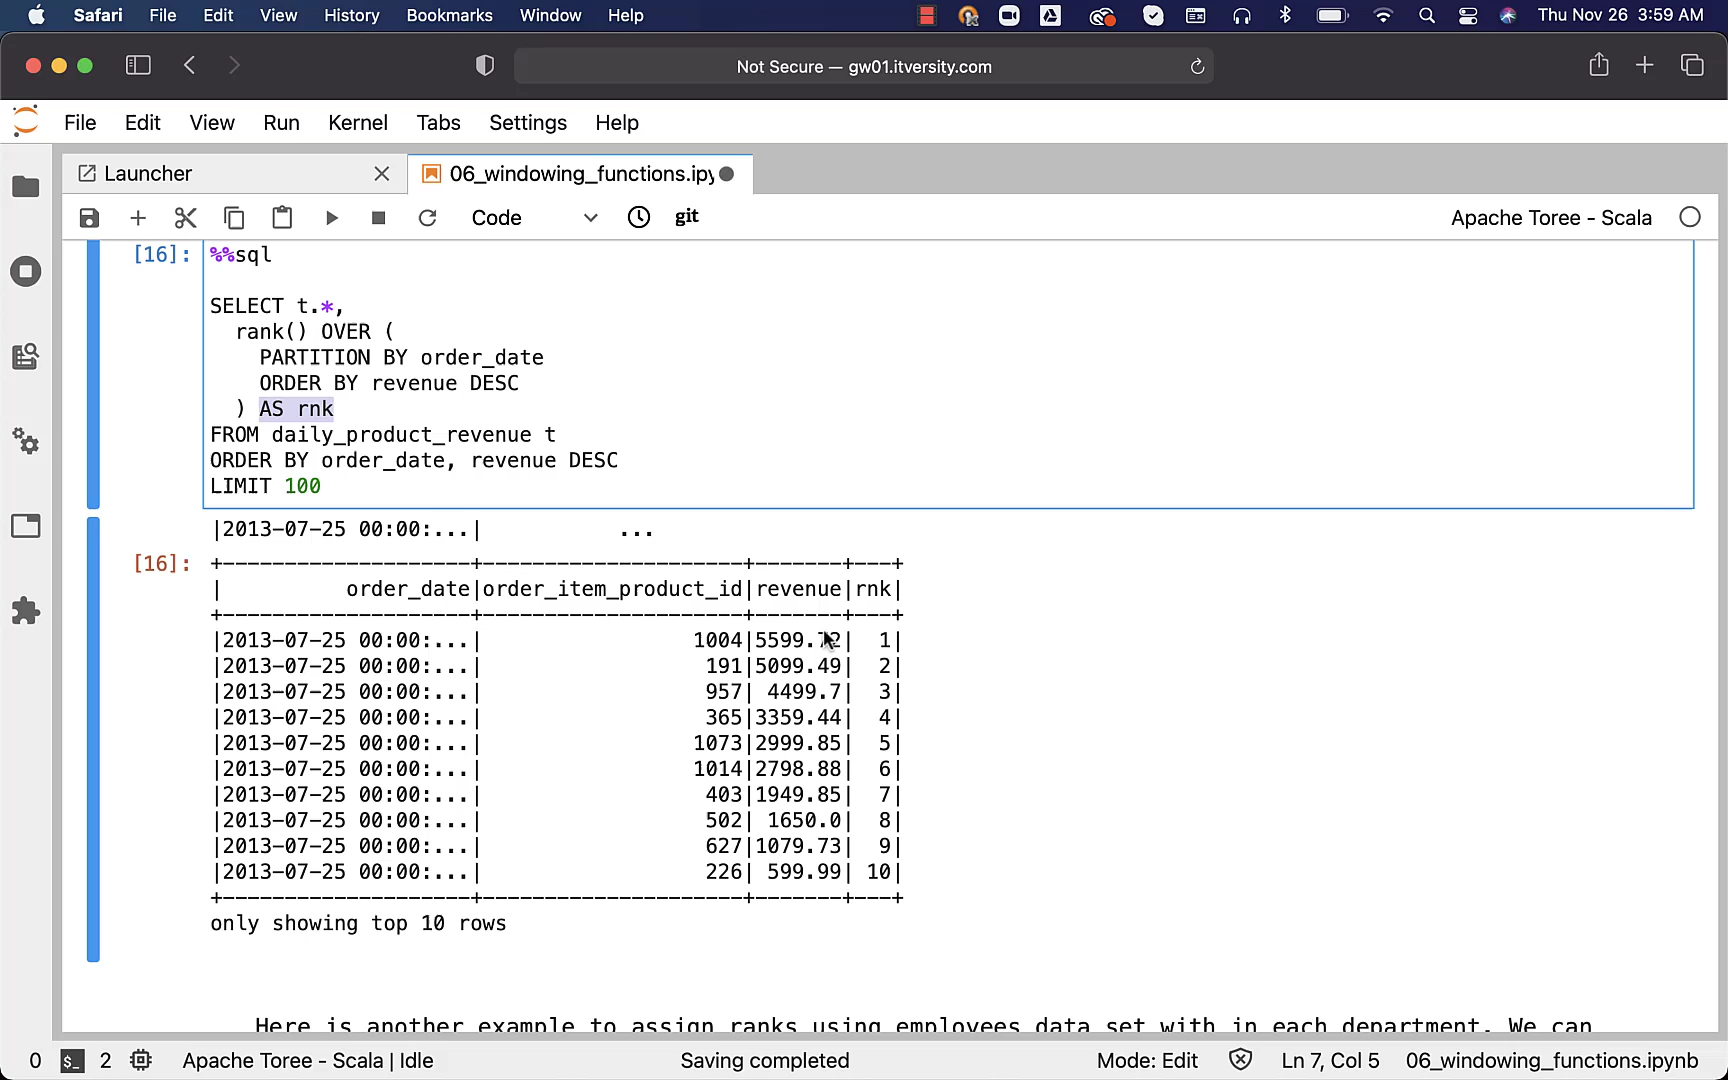 Safari File Edit View History Bookmarks Window Help Thu Nov 26 3:59 AM
Not Secure — gw01.itversity.com
File Edit View Run Kernel Tabs Settings Help
Launcher 06_windowing_functions.ipy
Code git Apache Toree - Scala
[16]: %%sql
SELECT t.*,
rank() OVER (
PARTITION BY order_date
ORDER BY revenue DESC
) AS rnk
FROM daily_product_revenue t
ORDER BY order_date, revenue DESC
LIMIT 100
|2013-07-25 00:00:...| ...
[16]: +--------------------+---------------------+-------+---+
| order_date|order_item_product_id|revenue|rnk|
+--------------------+---------------------+-------+---+
|2013-07-25 00:00:...| 1004|5599.72| 1|
|2013-07-25 00:00:...| 191|5099.49| 2|
|2013-07-25 00:00:...| 957| 4499.7| 3|
|2013-07-25 00:00:...| 365|3359.44| 4|
|2013-07-25 00:00:...| 1073|2999.85| 5|
|2013-07-25 00:00:...| 1014|2798.88| 6|
|2013-07-25 00:00:...| 403|1949.85| 7|
|2013-07-25 00:00:...| 502| 1650.0| 8|
|2013-07-25 00:00:...| 627|1079.73| 9|
|2013-07-25 00:00:...| 226| 599.99| 10|
+--------------------+---------------------+-------+---+
only showing top 10 rows
Here is another example to assign ranks using employees data set with in each department. We can
0 $_ 2 Apache Toree - Scala | Idle Saving completed Mode: Edit Ln 7, Col 5 06_windowing_functions.ipynb